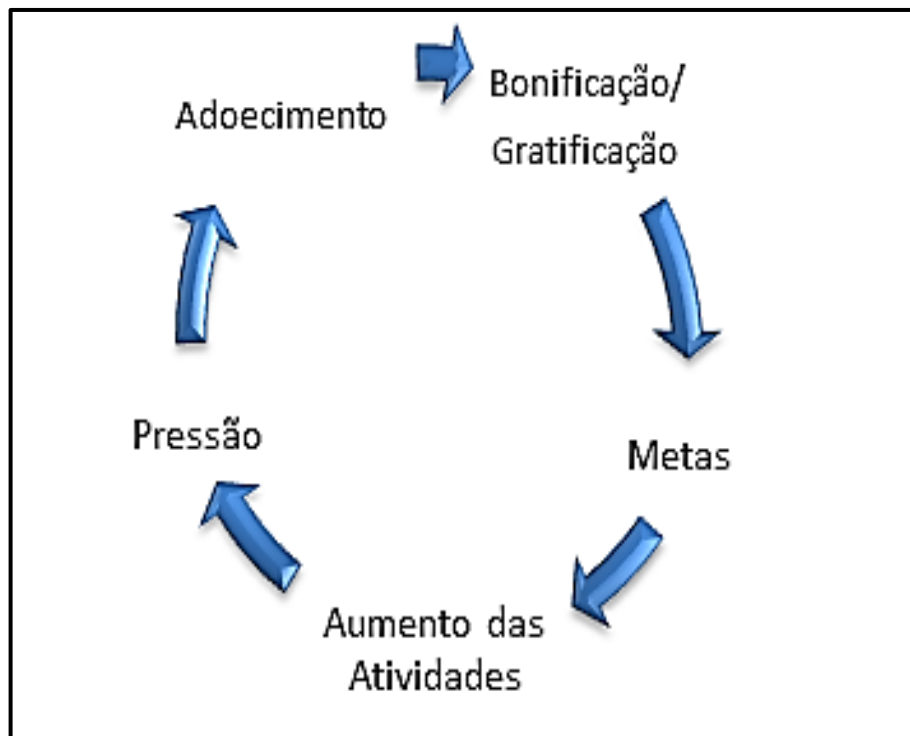 Adoecimento
Bonificação/
Gratificação
Metas
Aumento das
Atividades
Pressão